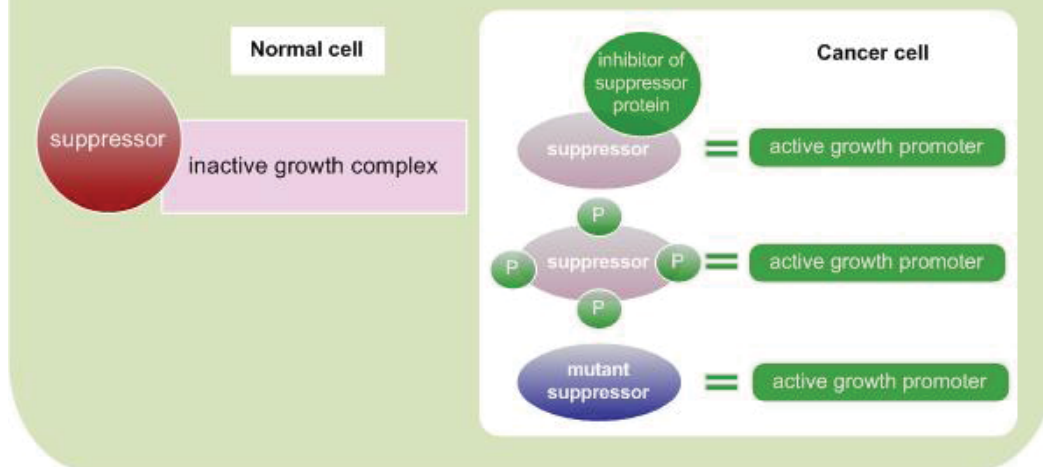 Normal cell
suppressor
inactive growth complex
Cancer cell
inhibitor of
suppressor
protein
suppressor
=
active growth promoter
P
P
suppressor
P
=
active growth promoter
P
mutant
suppressor
=
active growth promoter